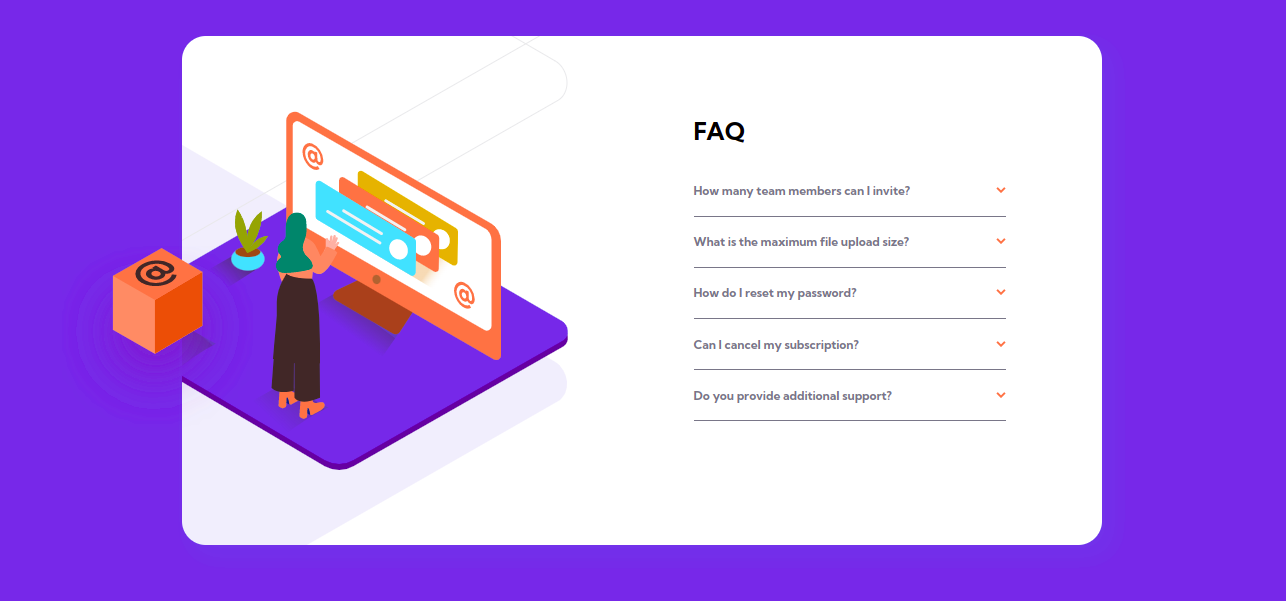 FAQ
How many team members can I invite?
What is the maximum file upload size?
How do I reset my password?
Can I cancel my subscription?
Do you provide additional support?
@
@
@